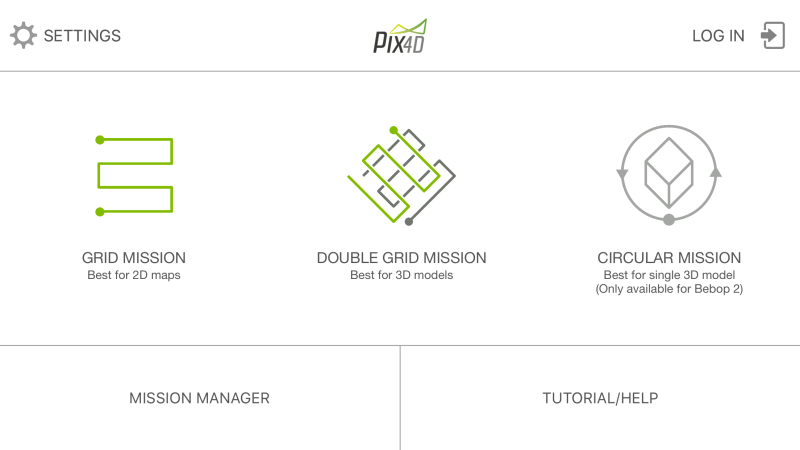 SETTINGS
PIX4D
LOG IN
GRID MISSION
Best for 2D maps
DOUBLE GRID MISSION
Best for 3D models
CIRCULAR MISSION
Best for single 3D model
(Only available for Bebop 2)
MISSION MANAGER
TUTORIAL/HELP